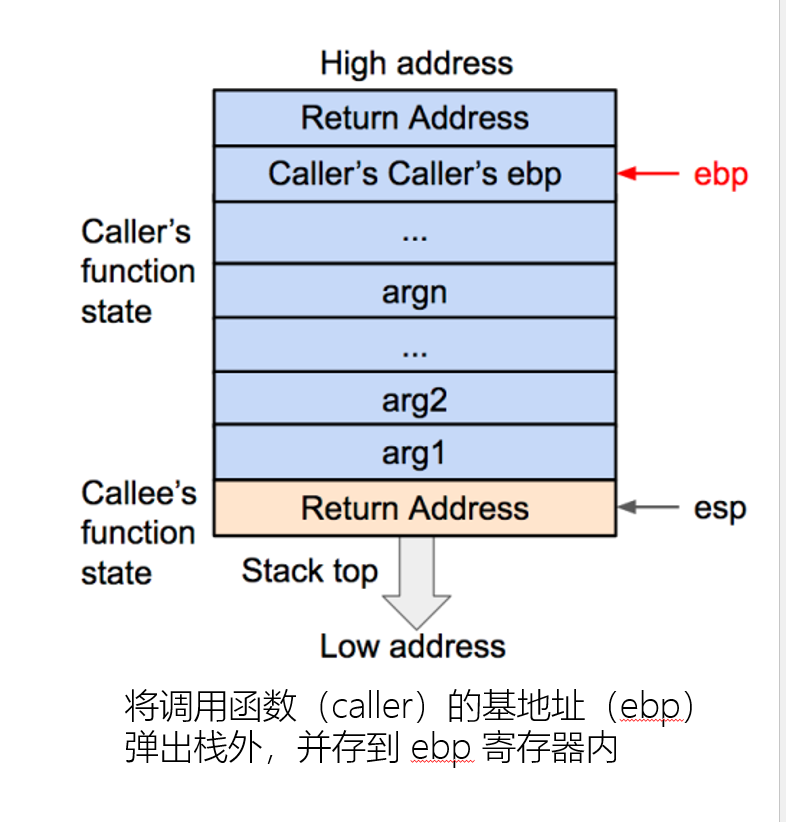 High address
Return Address
Caller's Caller's ebp
ebp
...
Caller's
function
state
argn
...
arg2
arg1
Callee's
function
state
Return Address
esp
Stack top
Low address
将调用函数（caller）的基地址（ebp）
弹出栈外，并存到 ebp 寄存器内